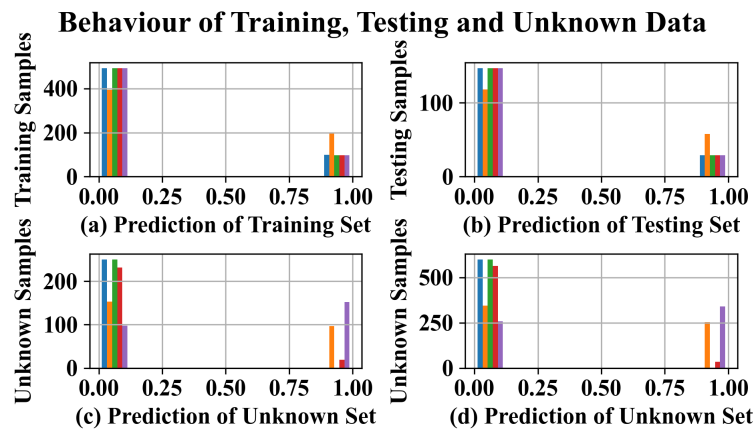 Behaviour of Training, Testing and Unknown Data
Training Samples
400
200
0
0.00 0.25 0.50 0.75 1.00
(a) Prediction of Training Set
Testing Samples
100
0
0.00 0.25 0.50 0.75 1.00
(b) Prediction of Testing Set
Unknown Samples
200
100
0
0.00 0.25 0.50 0.75 1.00
(c) Prediction of Unknown Set
Unknown Samples
500
250
0
0.00 0.25 0.50 0.75 1.00
(d) Prediction of Unknown Set